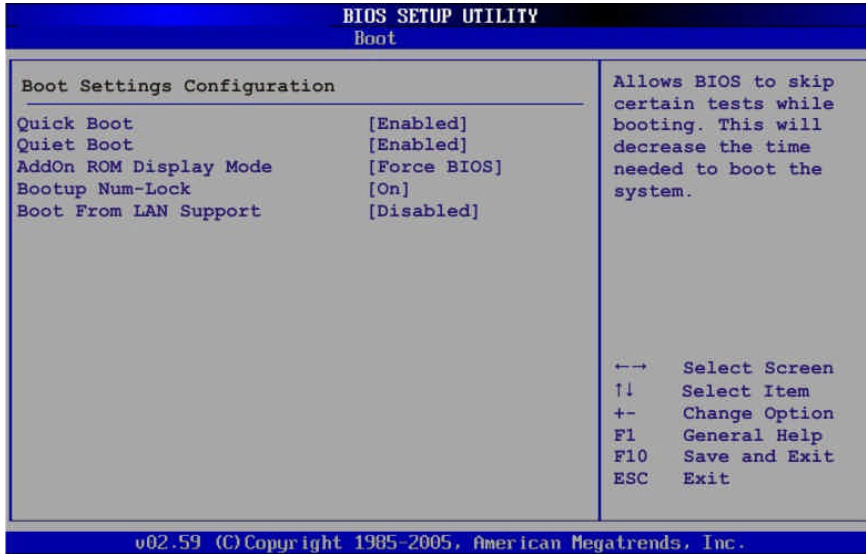 BIOS SETUP UTILITY
Boot
Boot Settings Configuration
Quick Boot [Enabled]
Quiet Boot [Enabled]
AddOn ROM Display Mode [Force BIOS]
Bootup Num-Lock [On]
Boot From LAN Support [Disabled]
Allows BIOS to skip
certain tests while
booting. This will
decrease the time
needed to boot the
system.
←→ Select Screen
↑↓ Select Item
+- Change Option
F1 General Help
F10 Save and Exit
ESC Exit
v02.59 (C)Copyright 1985-2005, American Megatrends, Inc.